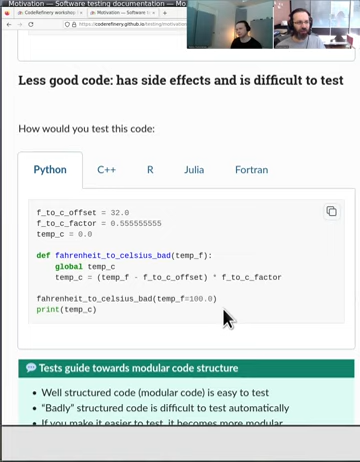 Motivation — Software testing documentation — Mo
CodeRefinery workshop
Motivation — Software t
https://coderefinery.github.io/testing/motivation
Less good code: has side effects and is difficult to test
How would you test this code:
Python C++ R Julia Fortran
f_to_c_offset = 32.0
f_to_c_factor = 0.555555555
temp_c = 0.0
def fahrenheit_to_celsius_bad(temp_f):
global temp_c
temp_c = (temp_f - f_to_c_offset) * f_to_c_factor
fahrenheit_to_celsius_bad(temp_f=100.0)
print(temp_c)
Tests guide towards modular code structure
Well structured code (modular code) is easy to test
"Badly" structured code is difficult to test automatically
If you make it easier to test, it becomes more modular